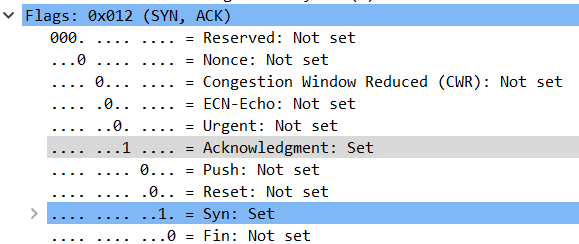 Flags: 0x012 (SYN, ACK)
000. .... .... = Reserved: Not set
...0 .... .... = Nonce: Not set
.... 0... .... = Congestion Window Reduced (CWR): Not set
.... .0.. .... = ECN-Echo: Not set
.... ..0. .... = Urgent: Not set
.... ...1 .... = Acknowledgment: Set
.... .... 0... = Push: Not set
.... .... .0.. = Reset: Not set
.... .... ..1. = Syn: Set
.... .... ...0 = Fin: Not set